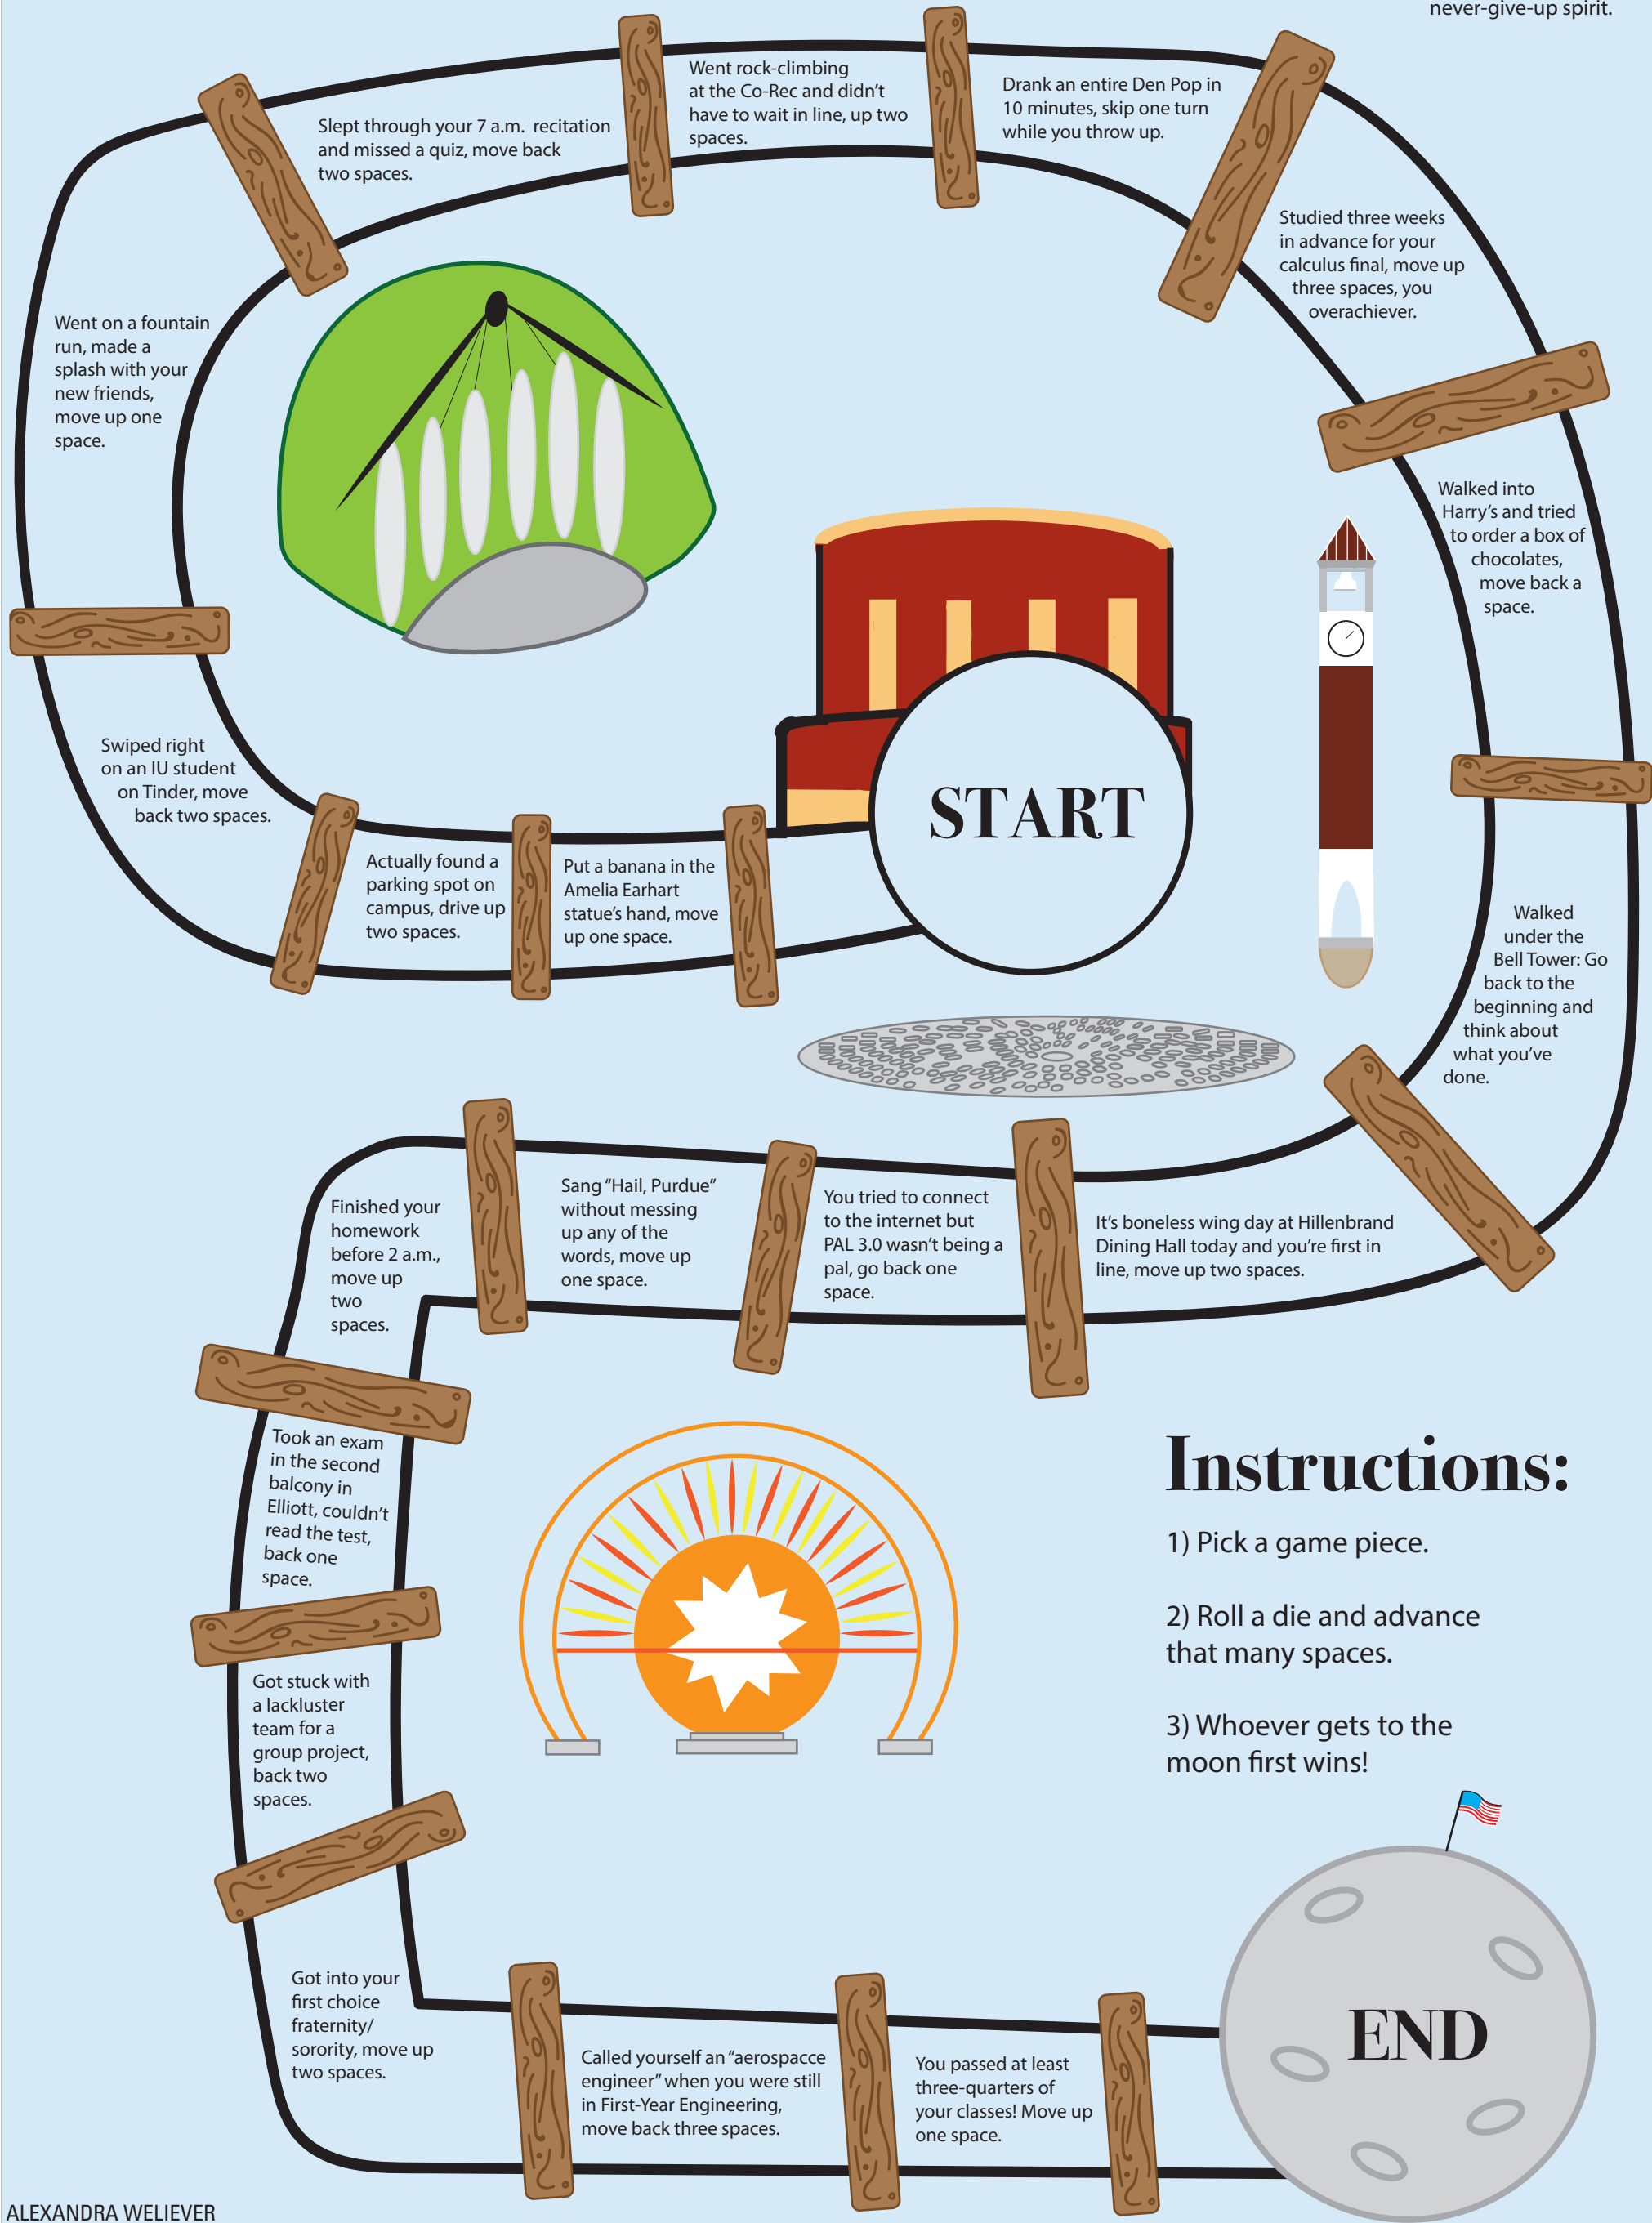 never-give-up spirit.
START
Put a banana in the
Amelia Earhart
statue's hand, move
up one space.
Actually found a
parking spot on
campus, drive up
two spaces.
Swiped right
on an IU student
on Tinder, move
back two spaces.
Went on a fountain
run, made a
splash with your
new friends,
move up one
space.
Slept through your 7 a.m. recitation
and missed a quiz, move back
two spaces.
Went rock-climbing
at the Co-Rec and didn't
have to wait in line, up two
spaces.
Drank an entire Den Pop in
10 minutes, skip one turn
while you throw up.
Studied three weeks
in advance for your
calculus final, move up
three spaces, you
overachiever.
Walked into
Harry's and tried
to order a box of
chocolates,
move back a
space.
Walked
under the
Bell Tower: Go
back to the
beginning and
think about
what you've
done.
It's boneless wing day at Hillenbrand
Dining Hall today and you're first in
line, move up two spaces.
You tried to connect
to the internet but
PAL 3.0 wasn't being a
pal, go back one
space.
Sang "Hail, Purdue"
without messing
up any of the
words, move up
one space.
Finished your
homework
before 2 a.m.,
move up
two
spaces.
Took an exam
in the second
balcony in
Elliott, couldn't
read the test,
back one
space.
Got stuck with
a lackluster
team for a
group project,
back two
spaces.
Got into your
first choice
fraternity/
sorority, move up
two spaces.
Called yourself an "aerospacce
engineer" when you were still
in First-Year Engineering,
move back three spaces.
You passed at least
three-quarters of
your classes! Move up
one space.
END
Instructions:
1) Pick a game piece.
2) Roll a die and advance
that many spaces.
3) Whoever gets to the
moon first wins!
ALEXANDRA WELIEVER